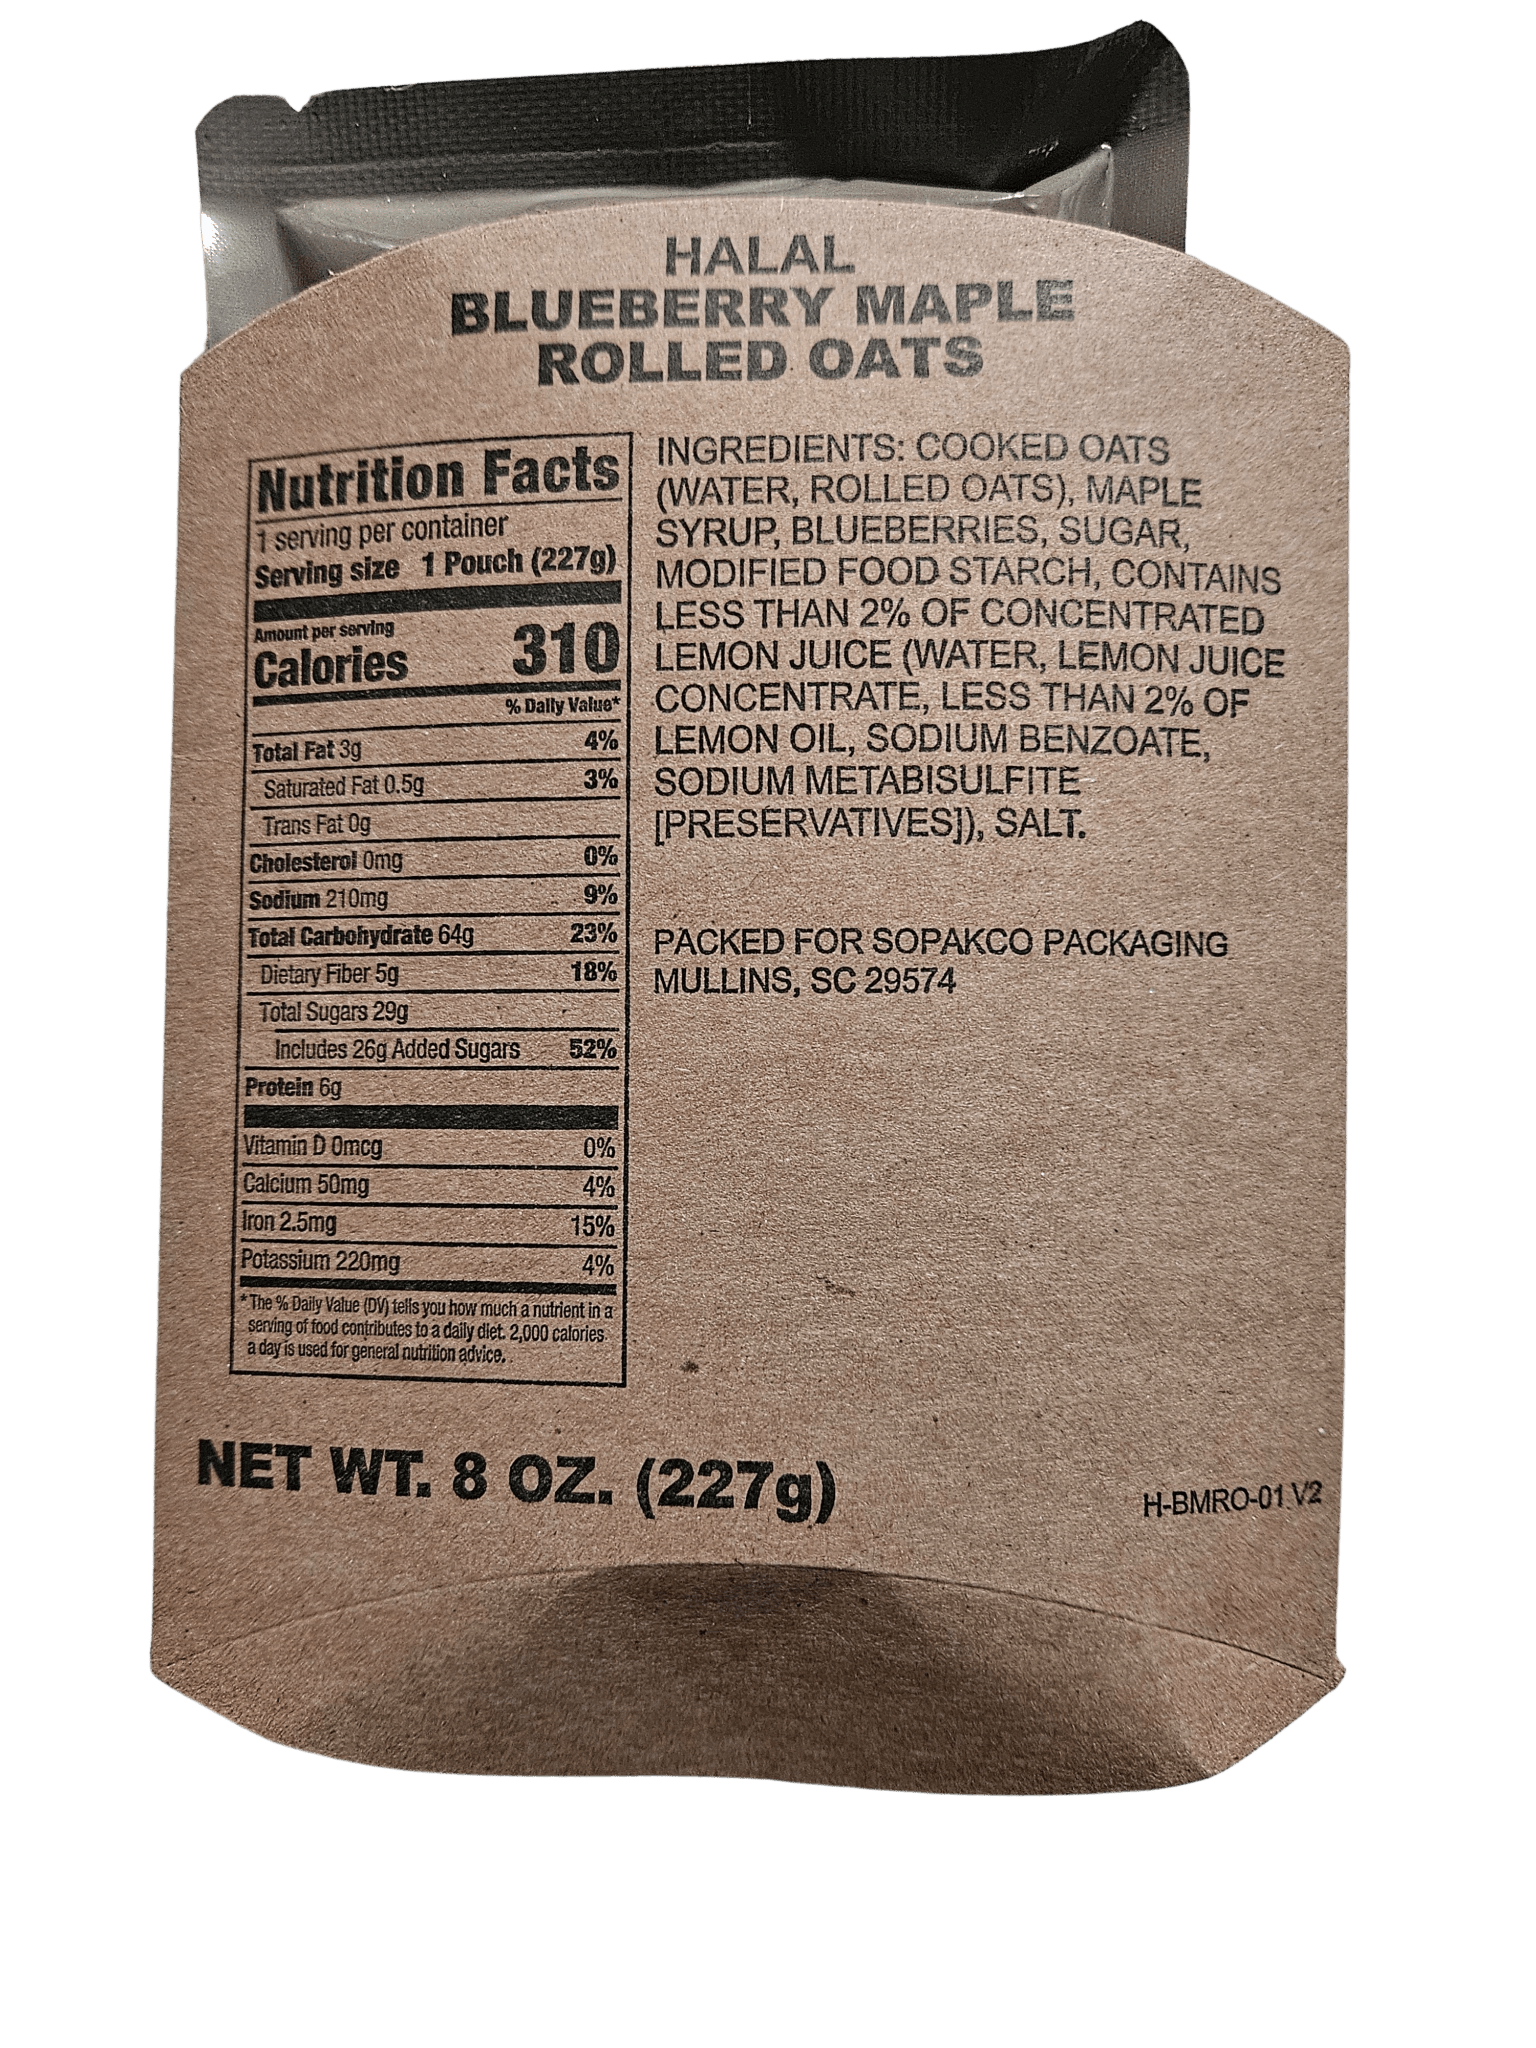 HALAL
BLUEBERRY MAPLE
ROLLED OATS
Nutrition Facts
1 serving per container
Serving size 1 Pouch (227g)
Amount per serving
Calories 310
% Daily Value*
Total Fat 3g 4%
Saturated Fat 0.5g 3%
Trans Fat 0g
Cholesterol 0mg 0%
Sodium 210mg 9%
Total Carbohydrate 64g 23%
Dietary Fiber 5g 18%
Total Sugars 29g
Includes 26g Added Sugars 52%
Protein 6g
Vitamin D 0mcg 0%
Calcium 50mg 4%
Iron 2.5mg 15%
Potassium 220mg 4%
*The % Daily Value (DV) tells you how much a nutrient in a
serving of food contributes to a daily diet. 2,000 calories
a day is used for general nutrition advice.
INGREDIENTS: COOKED OATS
(WATER, ROLLED OATS), MAPLE
SYRUP, BLUEBERRIES, SUGAR,
MODIFIED FOOD STARCH, CONTAINS
LESS THAN 2% OF CONCENTRATED
LEMON JUICE (WATER, LEMON JUICE
CONCENTRATE, LESS THAN 2% OF
LEMON OIL, SODIUM BENZOATE,
SODIUM METABISULFITE
[PRESERVATIVES]), SALT.
PACKED FOR SOPAKCO PACKAGING
MULLINS, SC 29574
NET WT. 8 OZ. (227g)
H-BMRO-01 V2